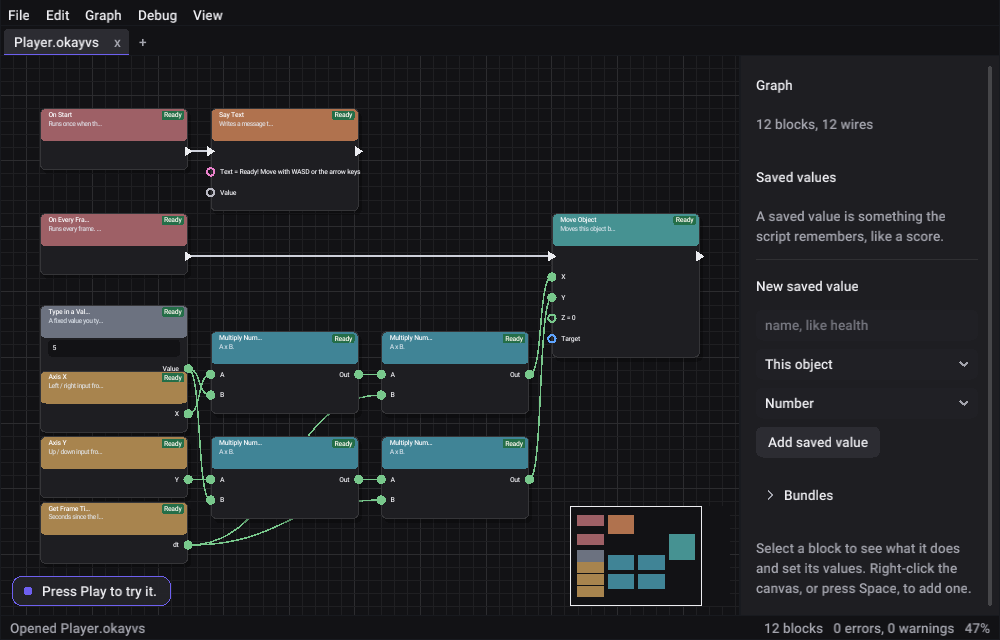 File Edit Graph Debug View
Player.okayvs x +
On Start Ready
Runs once when th...
Say Text Ready
Writes a message t...
Text = Ready! Move with WASD or the arrow keys
Value
On Every Fra... Ready
Runs every frame. ...
Move Object Ready
Moves this object b...
X
Y
Z = 0
Target
Type in a Val... Ready
A fixed value you ty...
5
Value
Axis X Ready
Left / right input fro...
X
Multiply Num... Ready
A x B.
A Out
B
Multiply Num... Ready
A x B.
A Out
B
Axis Y Ready
Up / down input fro...
Y
Multiply Num... Ready
A x B.
A Out
B
Multiply Num... Ready
A x B.
A Out
B
Get Frame Ti... Ready
Seconds since the l...
dt
Press Play to try it.
Graph
12 blocks, 12 wires
Saved values
A saved value is something the
script remembers, like a score.
New saved value
name, like health
This object
Number
Add saved value
Bundles
Select a block to see what it does
and set its values. Right-click the
canvas, or press Space, to add one.
Opened Player.okayvs
12 blocks 0 errors, 0 warnings 47%